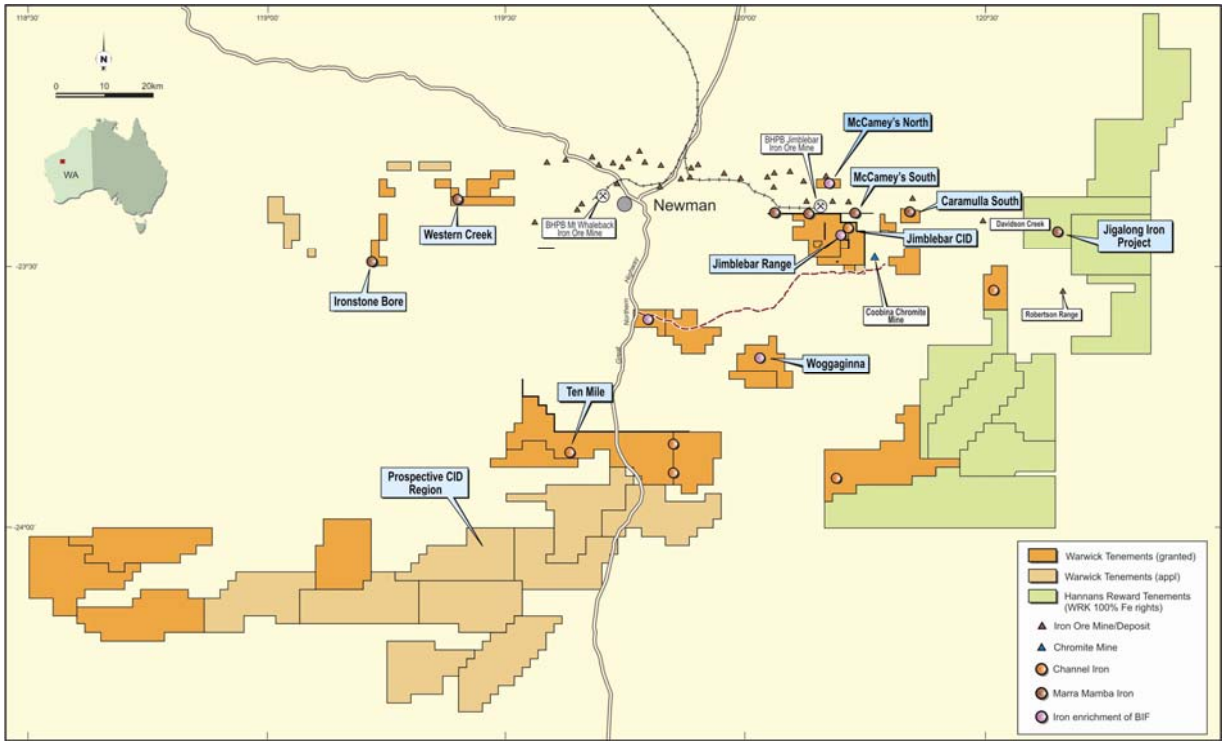 118°30'
119°00'
119°30'
120°00'
120°30'
N
0 10 20km
WA
McCamey's North
BHPB Jimblebar
Iron Ore Mine
McCamey's South
Caramulla South
Davidson Creek
Jigalong Iron
Project
Newman
BHPB Mt Whaleback
Iron Ore Mine
Western Creek
Jimblebar CID
Jimblebar Range
-23°30'
Ironstone Bore
Coobina Chromite
Mine
Robertson Range
Great Northern Highway
Woggaginna
Ten Mile
Prospective CID
Region
-24°00'
Warwick Tenements (granted)
Warwick Tenements (appl)
Hannans Reward Tenements
(WRK 100% Fe rights)
Iron Ore Mine/Deposit
Chromite Mine
Channel Iron
Marra Mamba Iron
Iron enrichment of BIF